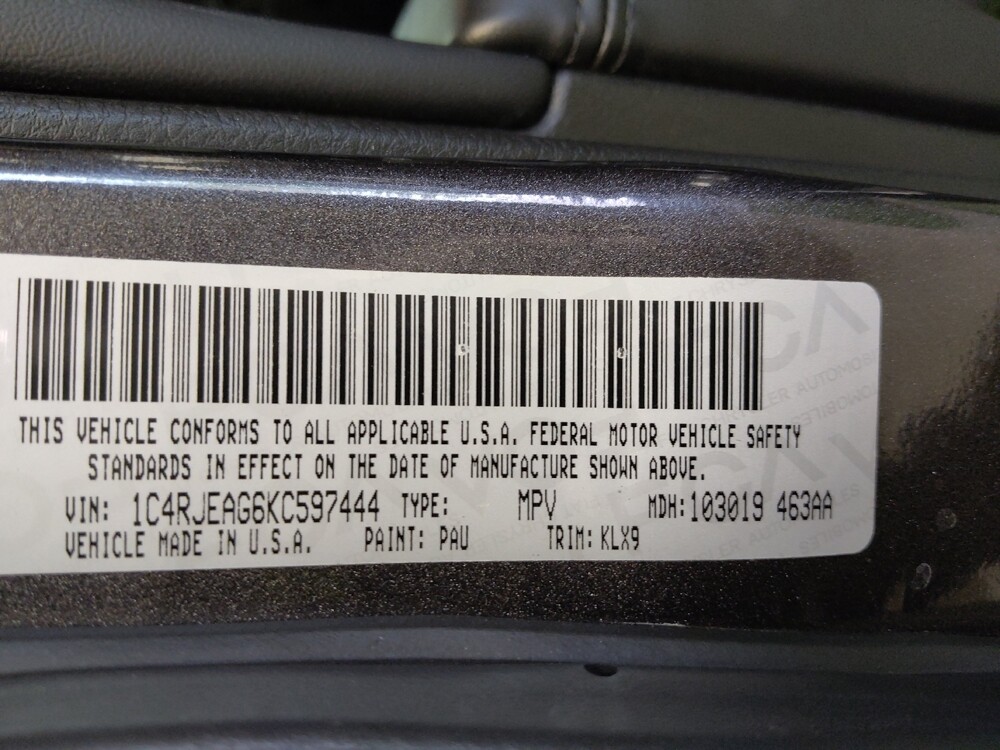 THIS VEHICLE CONFORMS TO ALL APPLICABLE U.S.A. FEDERAL MOTOR VEHICLE SAFETY
STANDARDS IN EFFECT ON THE DATE OF MANUFACTURE SHOWN ABOVE.
VIN: 1C4RJEAG6KC597444 TYPE: MPV MDH:103019 463AA
VEHICLE MADE IN U.S.A. PAINT: PAU TRIM: KLX9